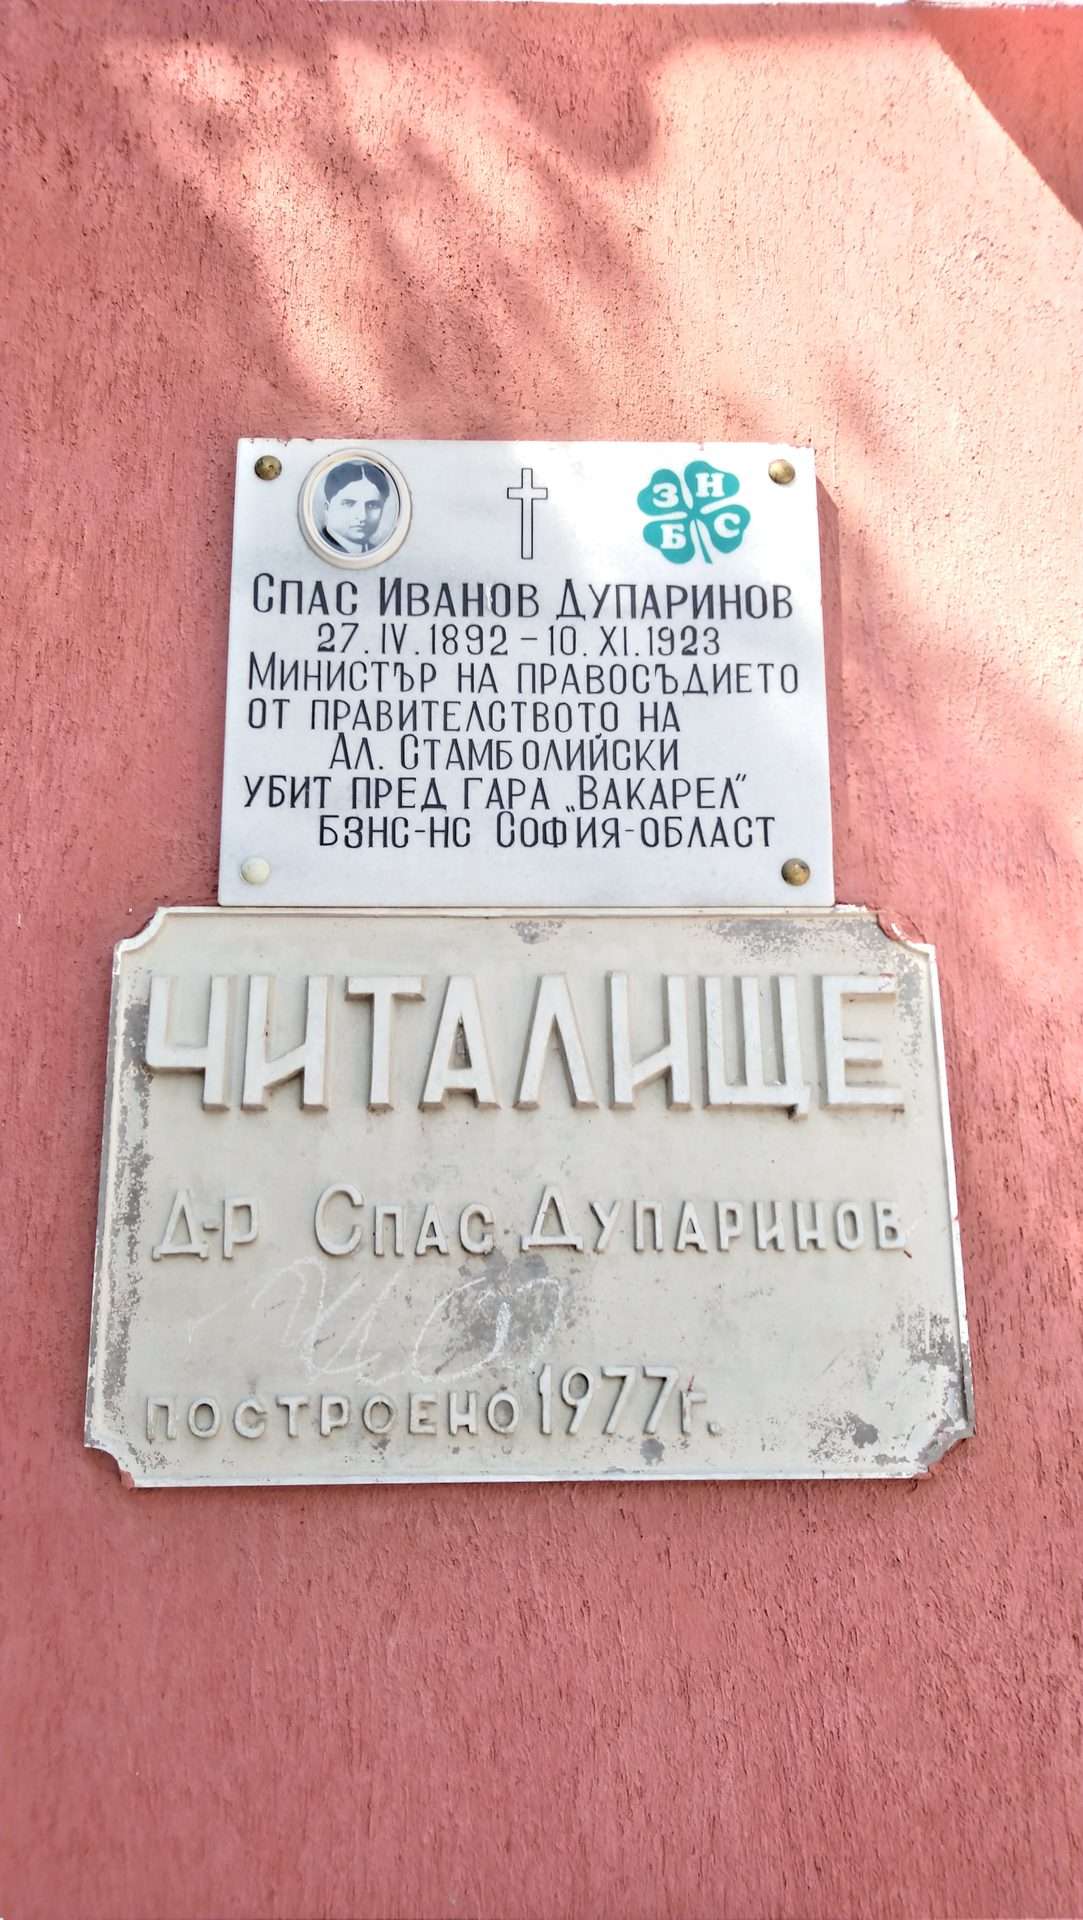 З Н
Б С
Спас Иванов Дупаринов
27.IV.1892 – 10.XI.1923
Министър на правосъдието
от правителството на
Ал. Стамболийски
убит пред гара „Вакарел"
БЗНС-НС София-област
ЧИТАЛИЩЕ
Д-р Спас Дупаринов
построено 1977г.